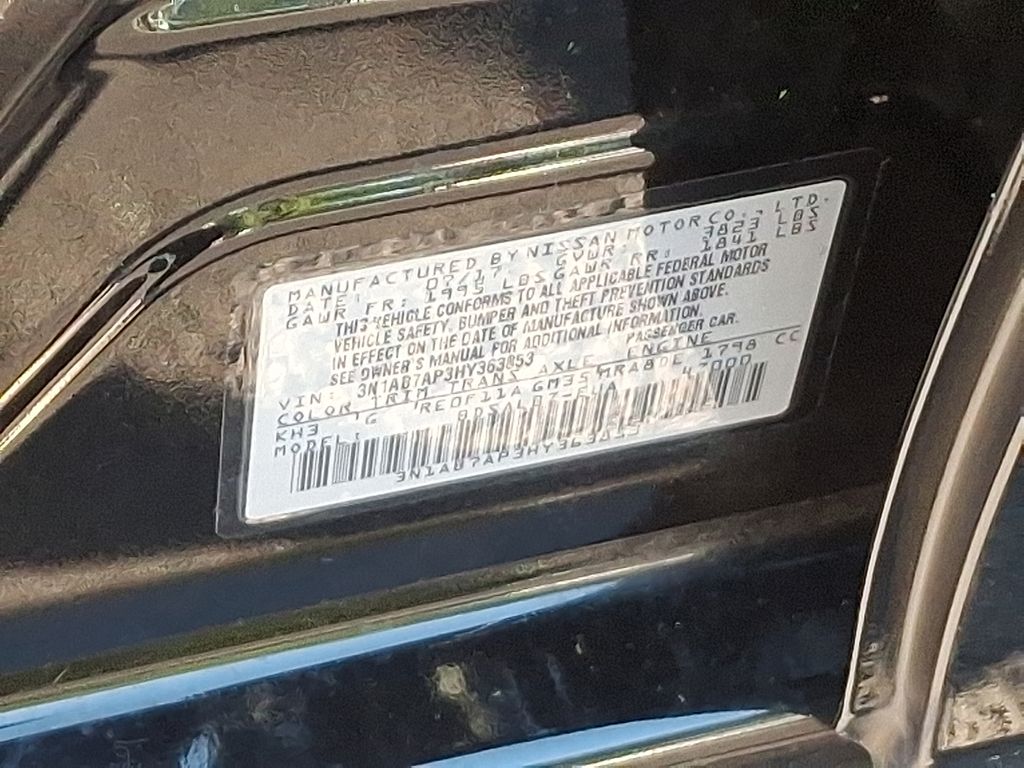 MANUFACTURED BY NISSAN MOTOR CO., LTD.
DATE: 07/17 GVWR: 3823 LBS
GAWR FR: 1995 LBS GAWR RR: 1841 LBS
THIS VEHICLE CONFORMS TO ALL APPLICABLE FEDERAL MOTOR
VEHICLE SAFETY, BUMPER AND THEFT PREVENTION STANDARDS
IN EFFECT ON THE DATE OF MANUFACTURE SHOWN ABOVE.
SEE OWNER'S MANUAL FOR ADDITIONAL INFORMATION.
VIN: 3N1AB7AP3HY363853 PASSENGER CAR.
COLOR TRIM TRANS AXLE ENGINE
KH3 G RE0F11A GM35 MRA8DE 1798 CC
MODEL:
3N1AB7AP3HY363853